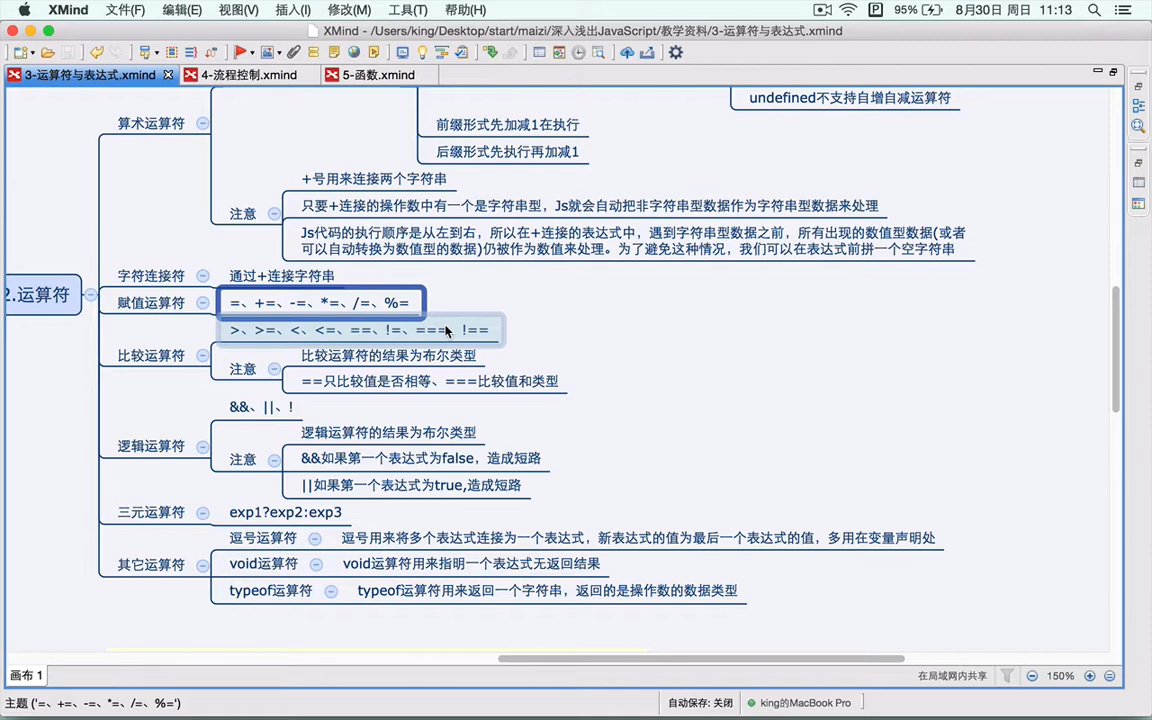 XMind 文件(F) 编辑(E) 视图(V) 插入(I) 修改(M) 工具(T) 帮助(H) P 95% 8月30日 周日 11:13
XMind - /Users/king/Desktop/start/maizi/深入浅出JavaScript/教学资料/3-运算符与表达式.xmind
3-运算符与表达式.xmind 4-流程控制.xmind 5-函数.xmind
undefined不支持自增自减运算符
算术运算符
前缀形式先加减1在执行
后缀形式先执行再加减1
+号用来连接两个字符串
注意
只要+连接的操作数中有一个是字符串型，Js就会自动把非字符串型数据作为字符串型数据来处理
Js代码的执行顺序是从左到右，所以在+连接的表达式中，遇到字符串型数据之前，所有出现的数值型数据(或者
可以自动转换为数值型的数据)仍被作为数值来处理。为了避免这种情况，我们可以在表达式前拼一个空字符串
2.运算符
字符连接符 通过+连接字符串
赋值运算符 =、+=、-=、*=、/=、%=
>、>=、<、<=、==、!=、===、!==
比较运算符
比较运算符的结果为布尔类型
注意
==只比较值是否相等、===比较值和类型
&&、||、!
逻辑运算符
逻辑运算符的结果为布尔类型
注意
&&如果第一个表达式为false，造成短路
||如果第一个表达式为true,造成短路
三元运算符 exp1?exp2:exp3
逗号运算符 逗号用来将多个表达式连接为一个表达式，新表达式的值为最后一个表达式的值，多用在变量声明处
其它运算符 void运算符 void运算符用来指明一个表达式无返回结果
typeof运算符 typeof运算符用来返回一个字符串，返回的是操作数的数据类型
画布 1 在局域网内共享 150%
主题 ('=、+=、-=、*=、/=、%=') 自动保存: 关闭 king的MacBook Pro